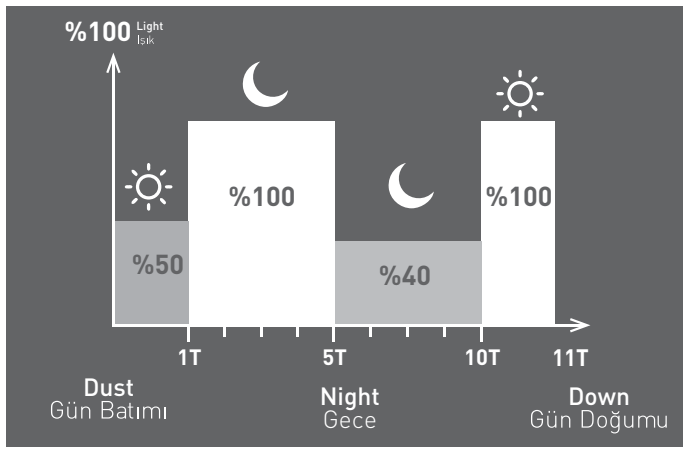 %100 Light
Işık
%50
%100
%40
%100
1T 5T 10T 11T
Dust Night Down
Gün Batımı Gece Gün Doğumu